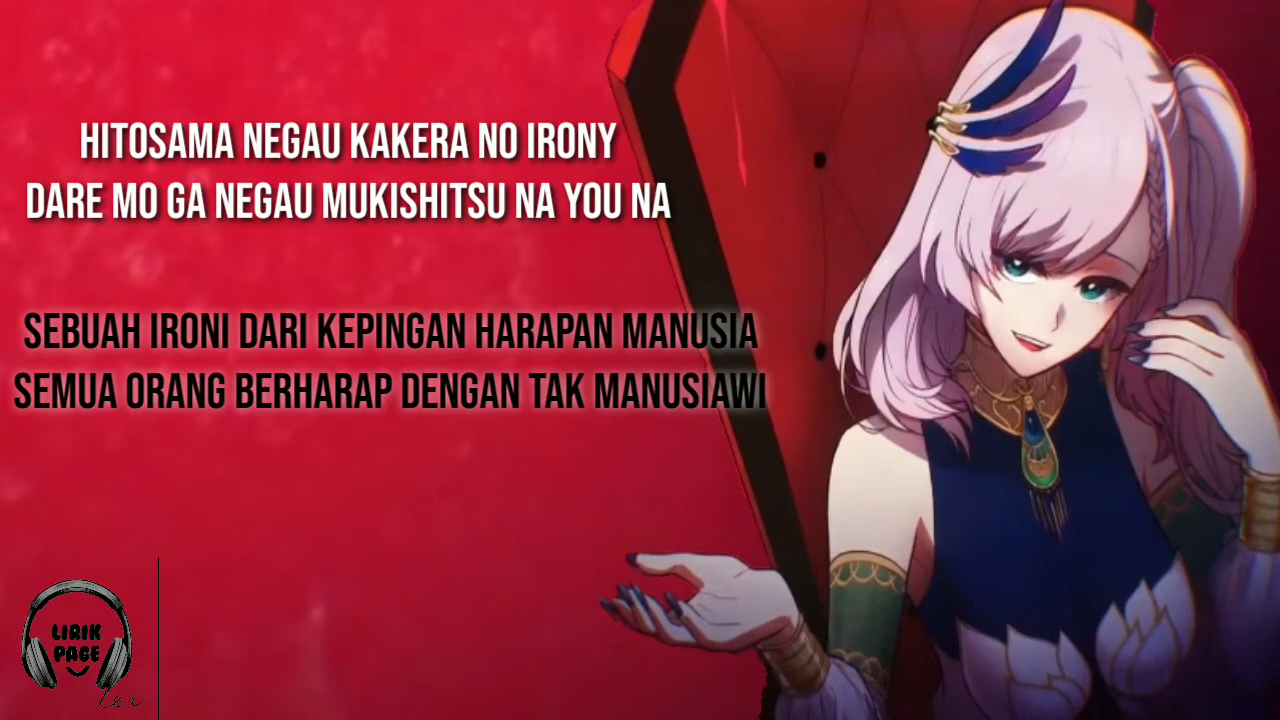 HITOSAMA NEGAU KAKERA NO IRONY
DARE MO GA NEGAU MUKISHITSU NA YOU NA
SEBUAH IRONI DARI KEPINGAN HARAPAN MANUSIA
SEMUA ORANG BERHARAP DENGAN TAK MANUSIAWI
LIRIK
PAGE